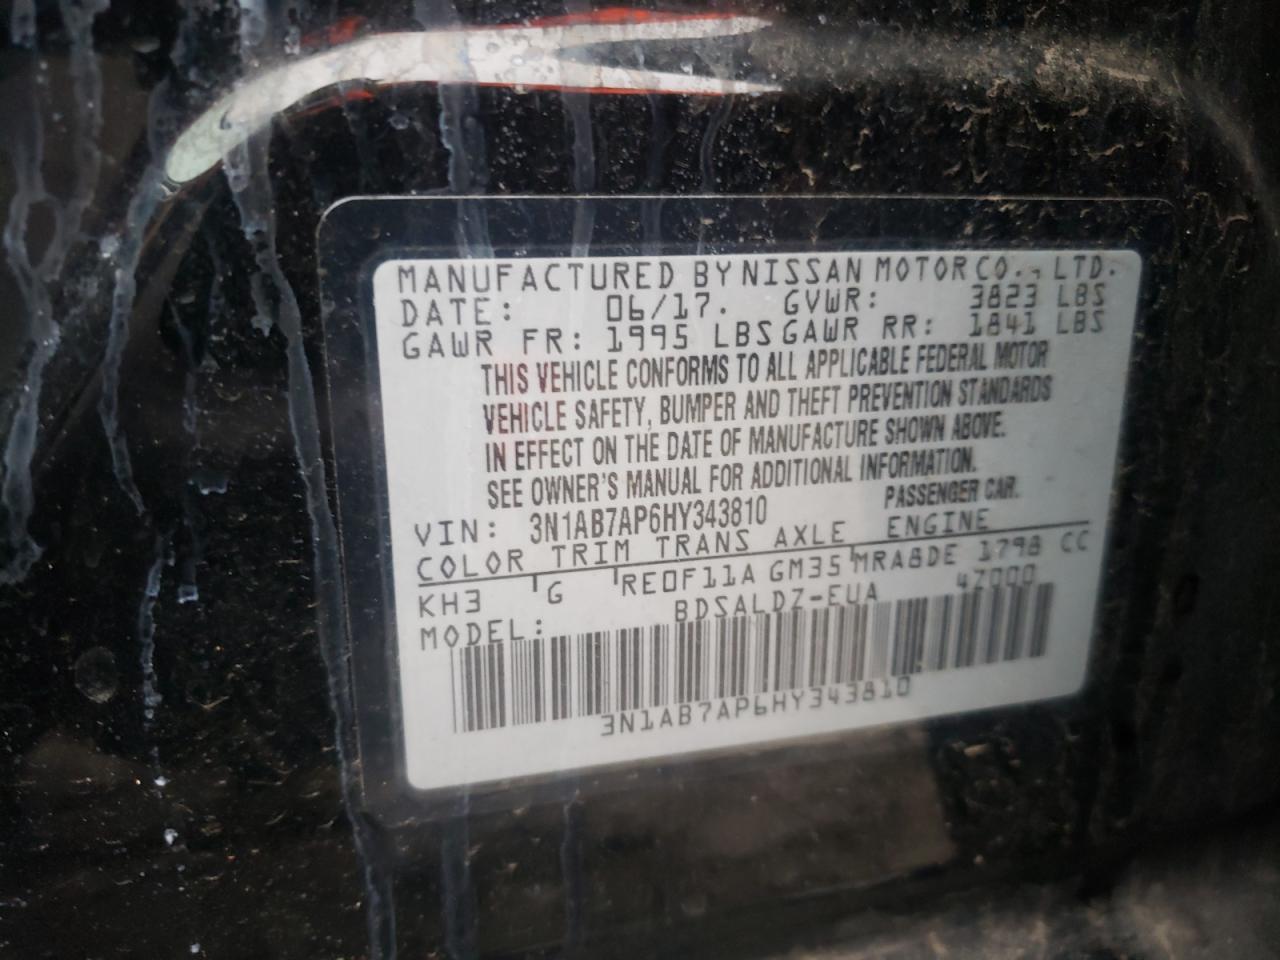 MANUFACTURED BY NISSAN MOTOR CO., LTD.
DATE: 06/17. GVWR: 3823 LBS
GAWR FR: 1995 LBS GAWR RR: 1841 LBS
THIS VEHICLE CONFORMS TO ALL APPLICABLE FEDERAL MOTOR
VEHICLE SAFETY, BUMPER AND THEFT PREVENTION STANDARDS
IN EFFECT ON THE DATE OF MANUFACTURE SHOWN ABOVE.
SEE OWNER'S MANUAL FOR ADDITIONAL INFORMATION.
VIN: 3N1AB7AP6HY343810 PASSENGER CAR.
COLOR TRIM TRANS AXLE ENGINE
KH3 G RE0F11A GM35 MRA8DE 1798 CC
MODEL: BDSALDZ-EUA 4Z000
3N1AB7AP6HY343810